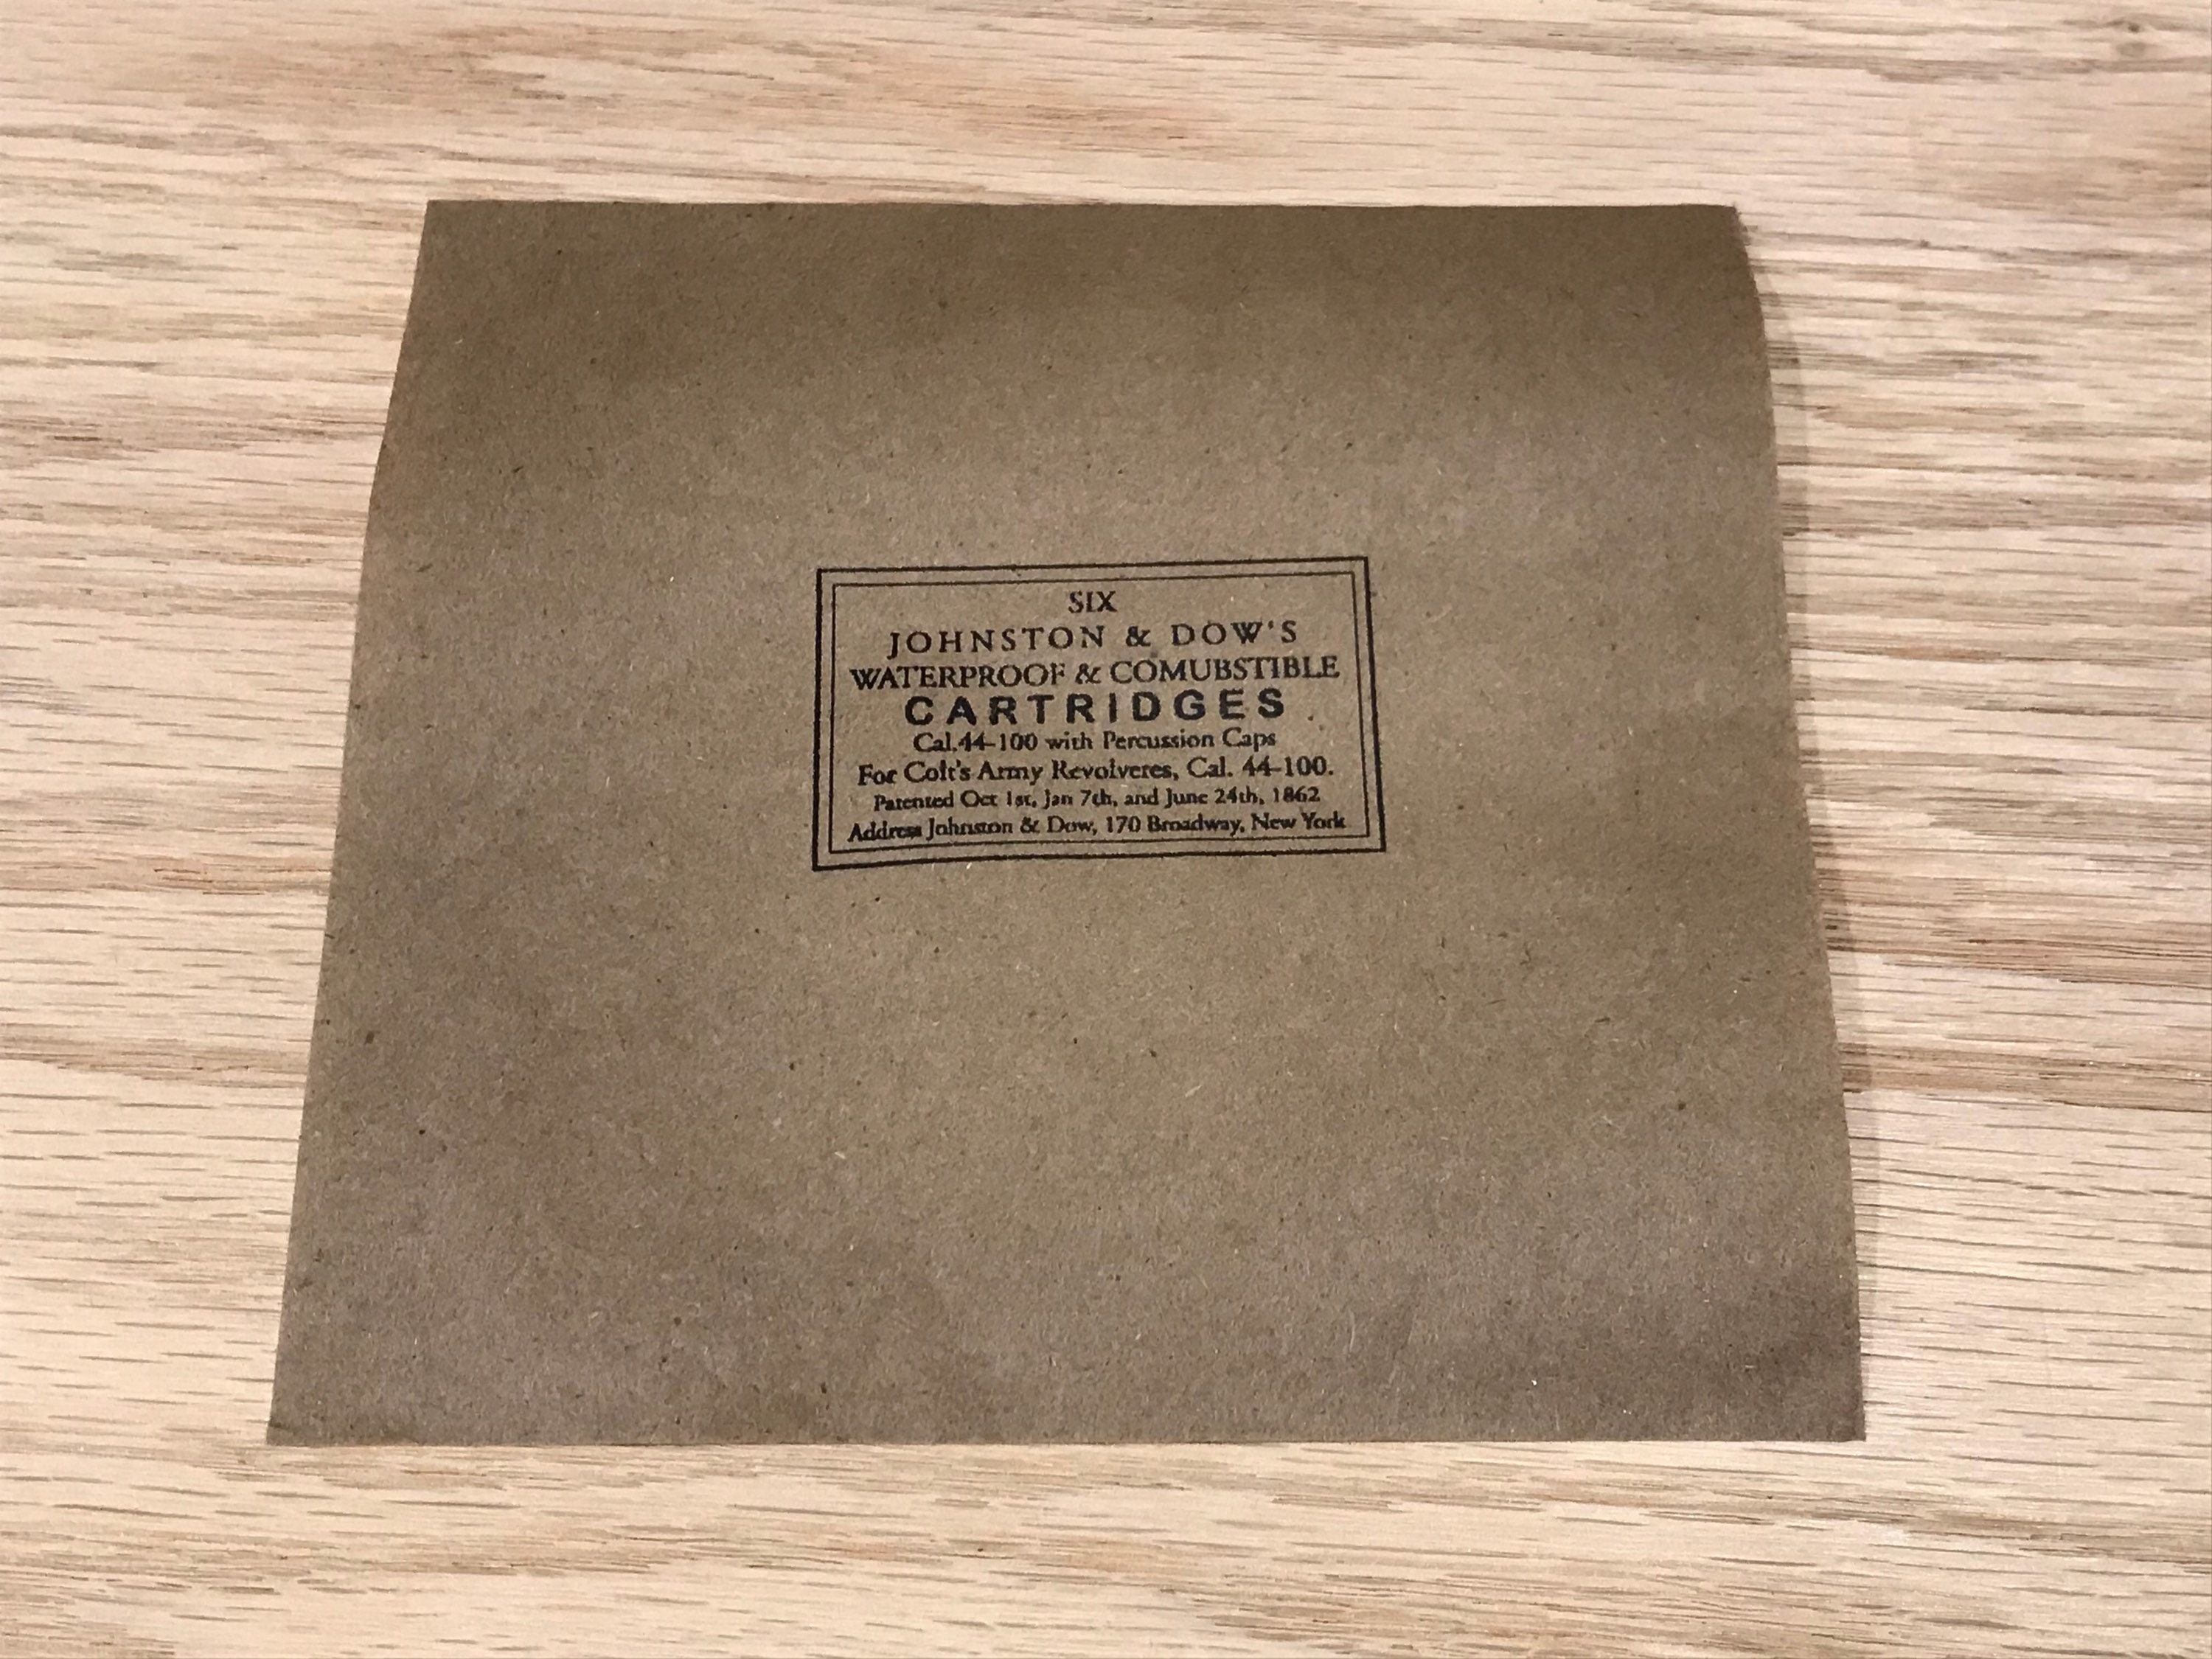 SIX
JOHNSTON & DOW'S
WATERPROOF & COMUBSTIBLE
CARTRIDGES
Cal.44-100 with Percussion Caps
For Colt's Army Revolveres, Cal. 44-100.
Patented Oct 1st, Jan 7th, and June 24th, 1862
Address Johnston & Dow, 170 Broadway, New York